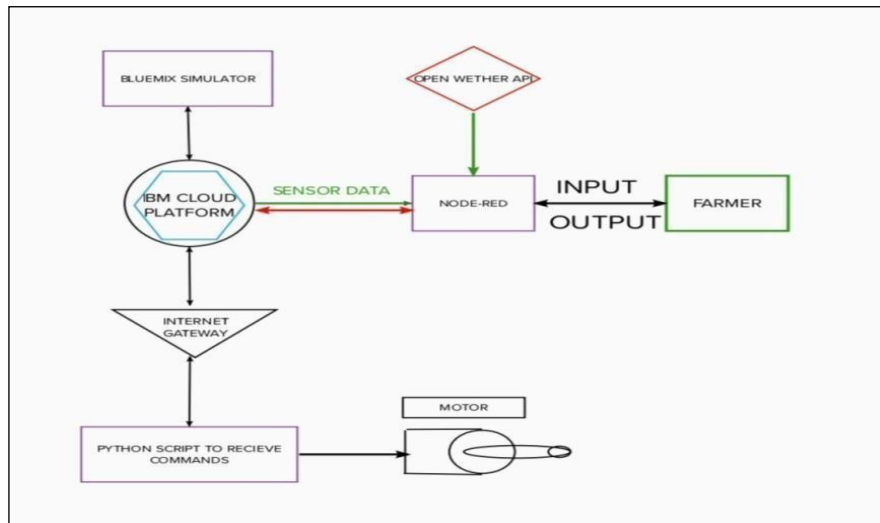 BLUEMIX SIMULATOR
OPEN WETHER API
IBM CLOUD
PLATFORM
SENSOR DATA
NODE-RED
INPUT
OUTPUT
FARMER
INTERNET
GATEWAY
MOTOR
PYTHON SCRIPT TO RECIEVE
COMMANDS